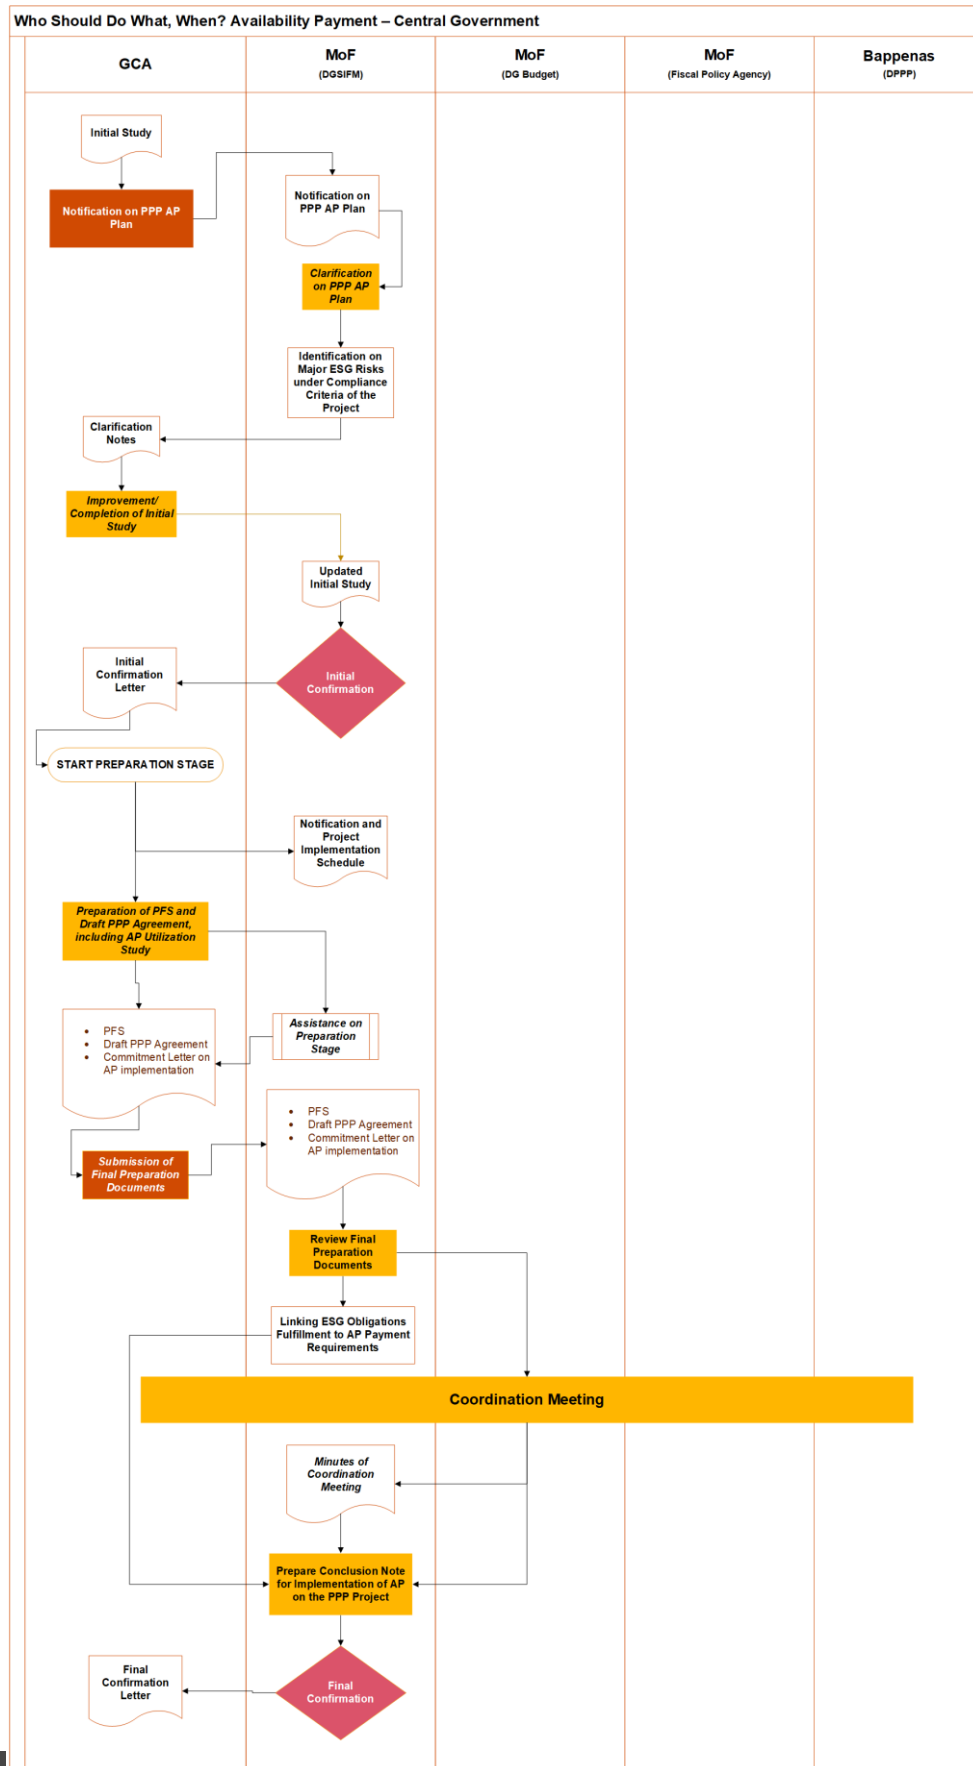 Who Should Do What, When? Availability Payment – Central Government
GCA
MoF
(DGSIFM)
MoF
(DG Budget)
MoF
(Fiscal Policy Agency)
Bappenas
(DPPP)
Initial Study
Notification on PPP AP
Plan
Notification on
PPP AP Plan
Clarification
on PPP AP
Plan
Identification on
Major ESG Risks
under Compliance
Criteria of the
Project
Clarification
Notes
Improvement/
Completion of Initial
Study
Updated
Initial Study
Initial
Confirmation
Initial
Confirmation
Letter
START PREPARATION STAGE
Notification and
Project
Implementation
Schedule
Preparation of PFS and
Draft PPP Agreement,
including AP Utilization
Study
Assistance on
Preparation
Stage
• PFS
• Draft PPP Agreement
• Commitment Letter on
AP implementation
• PFS
• Draft PPP Agreement
• Commitment Letter on
AP implementation
Submission of
Final Preparation
Documents
Review Final
Preparation
Documents
Linking ESG Obligations
Fulfillment to AP Payment
Requirements
Coordination Meeting
Minutes of
Coordination
Meeting
Prepare Conclusion Note
for Implementation of AP
on the PPP Project
Final
Confirmation
Final
Confirmation
Letter